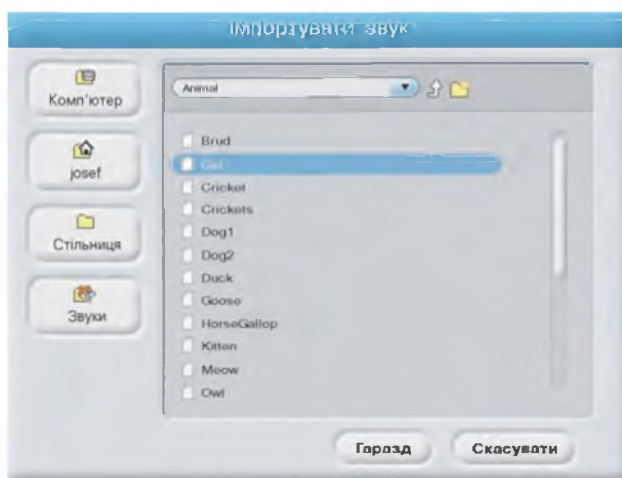 Імпортувати звук
Комп'ютер
josef
Стільниця
Звуки
Animal
Brud
Cricket
Crickets
Dog1
Dog2
Duck
Goose
HorseGallop
Kitten
Meow
Owl
Гаразд
Скасувати